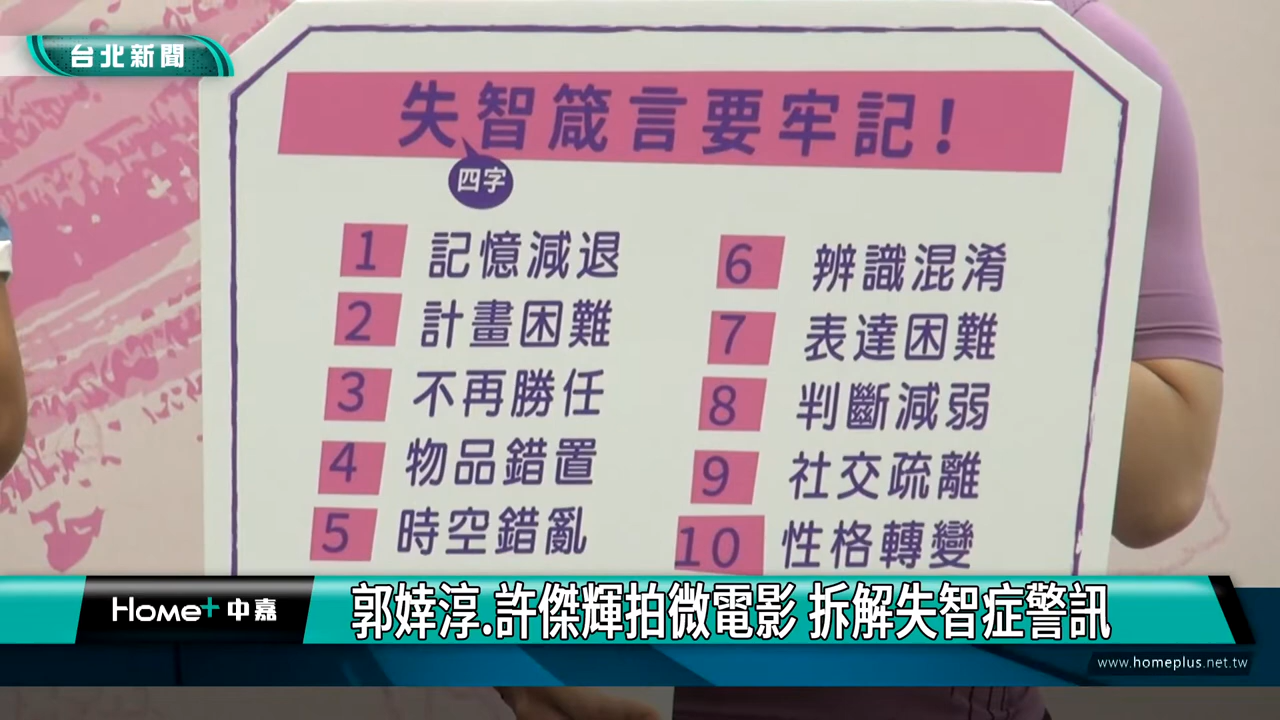 台北新聞
失智箴言要牢記!
四字
1 記憶減退
2 計畫困難
3 不再勝任
4 物品錯置
5 時空錯亂
6 辨識混淆
7 表達困難
8 判斷減弱
9 社交疏離
10 性格轉變
Home+中嘉
郭婞淳.許傑輝拍微電影 拆解失智症警訊
www.homeplus.net.tw